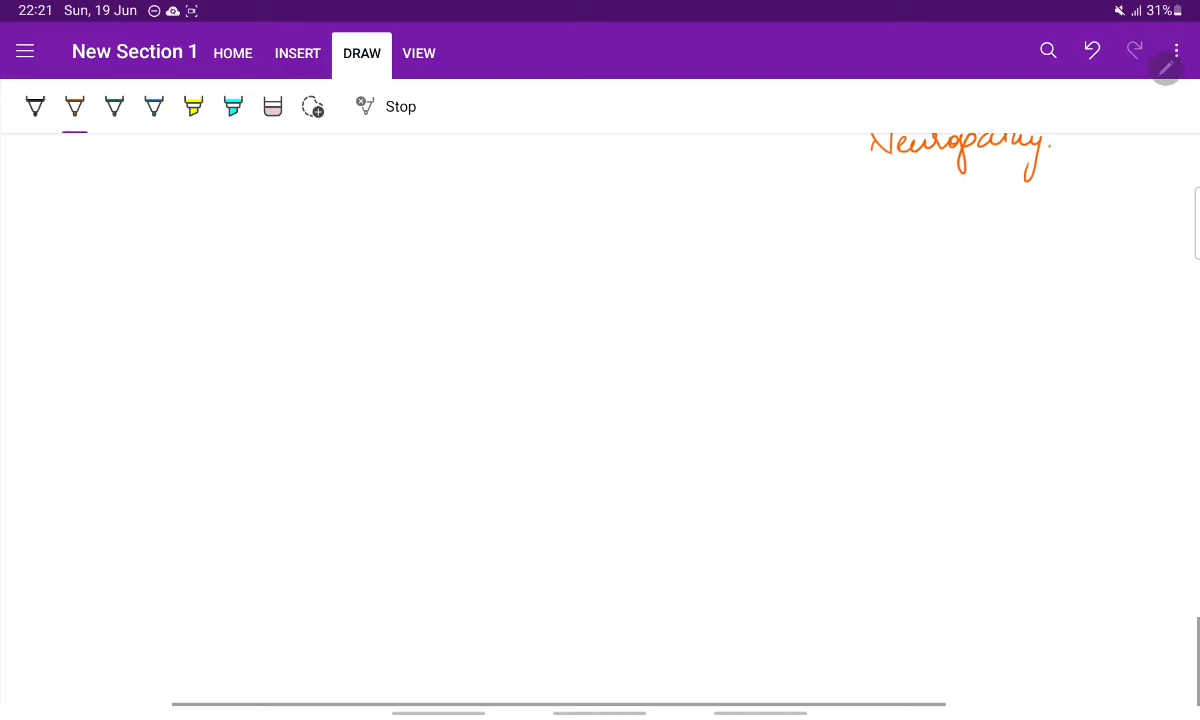 22:21 Sun, 19 Jun 31%
New Section 1 HOME INSERT DRAW VIEW
Stop
Neuropathy.